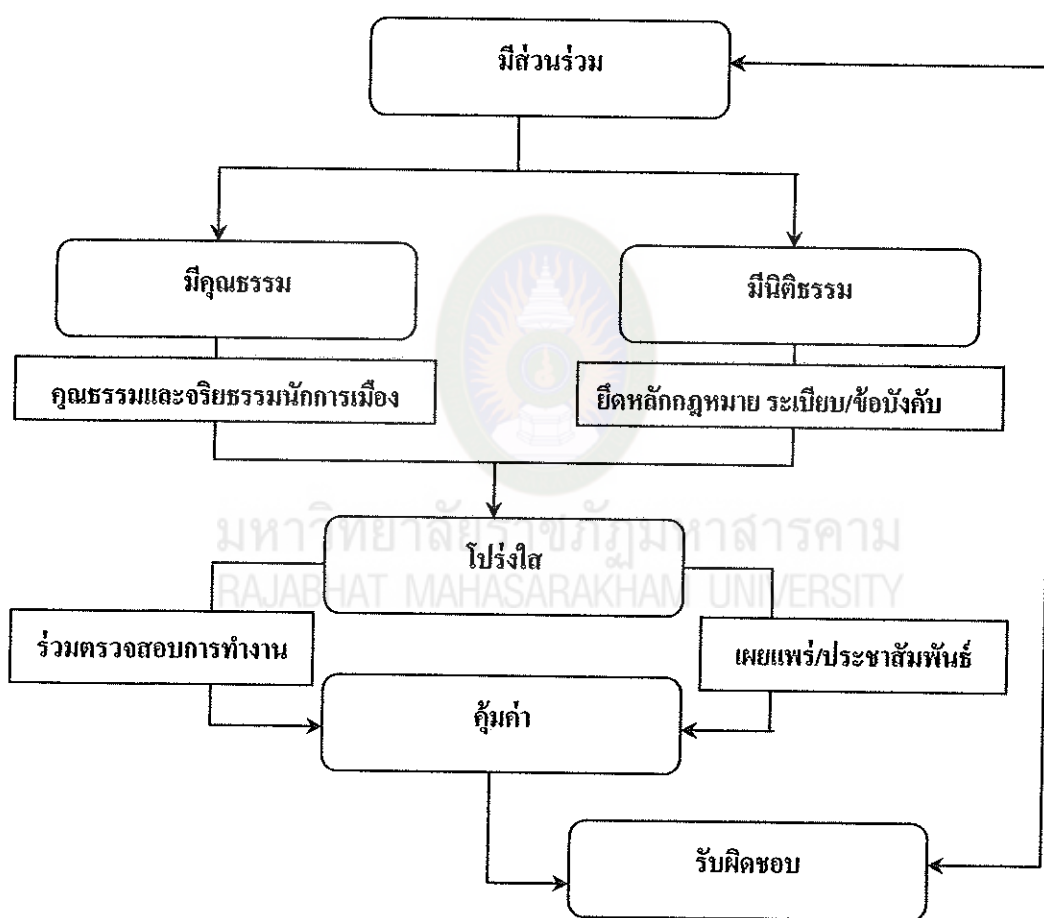 มีส่วนร่วม
มีคุณธรรม
มีนิติธรรม
คุณธรรมและจริยธรรมนักการเมือง
ยึดหลักกฎหมาย ระเบียบ/ข้อบังคับ
มหาวิทยาลัยราชภัฏมหาสารคาม
โปร่งใส
RAJABHAT MAHASARAKHAM UNIVERSITY
ร่วมตรวจสอบการทำงาน
เผยแพร่/ประชาสัมพันธ์
คุ้มค่า
รับผิดชอบ